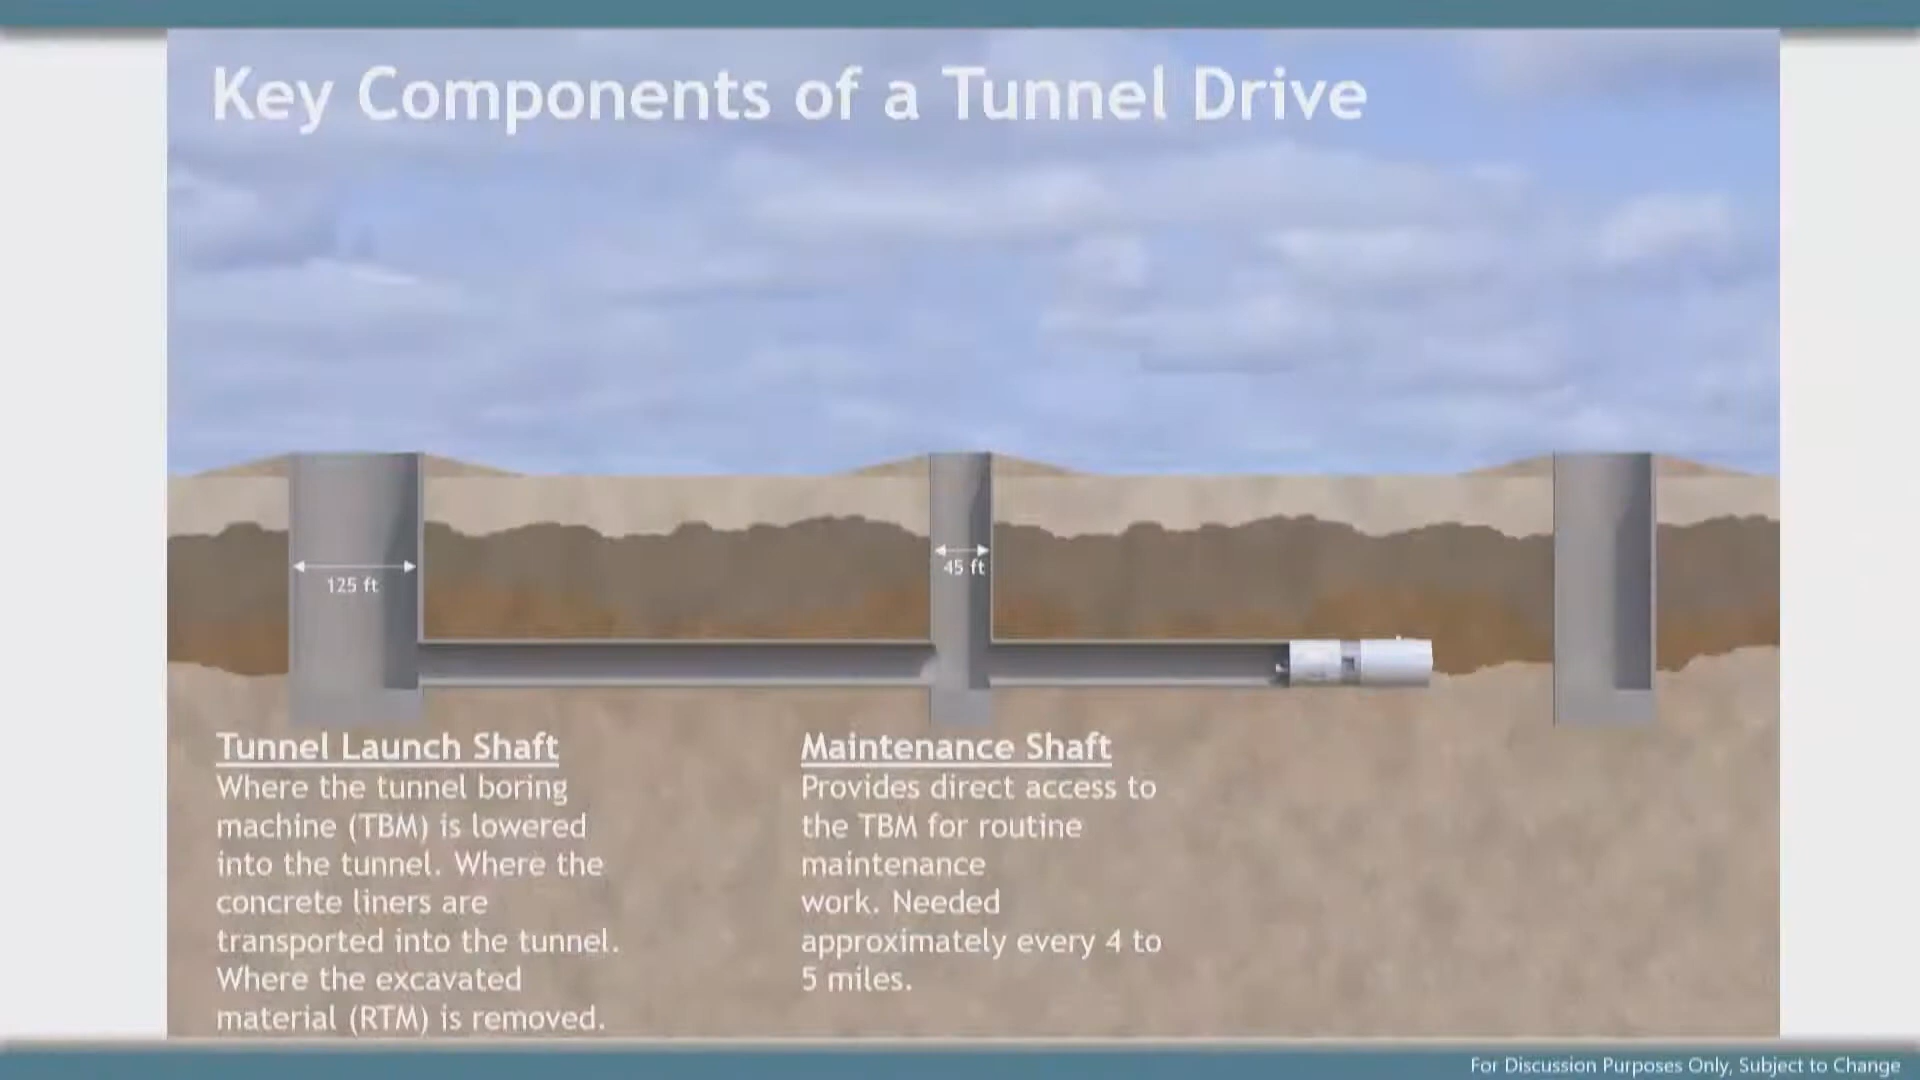 Key Components of a Tunnel Drive
125 ft
45 ft
Tunnel Launch Shaft
Where the tunnel boring
machine (TBM) is lowered
into the tunnel. Where the
concrete liners are
transported into the tunnel.
Where the excavated
material (RTM) is removed.
Maintenance Shaft
Provides direct access to
the TBM for routine
maintenance
work. Needed
approximately every 4 to
5 miles.
For Discussion Purposes Only, Subject to Change